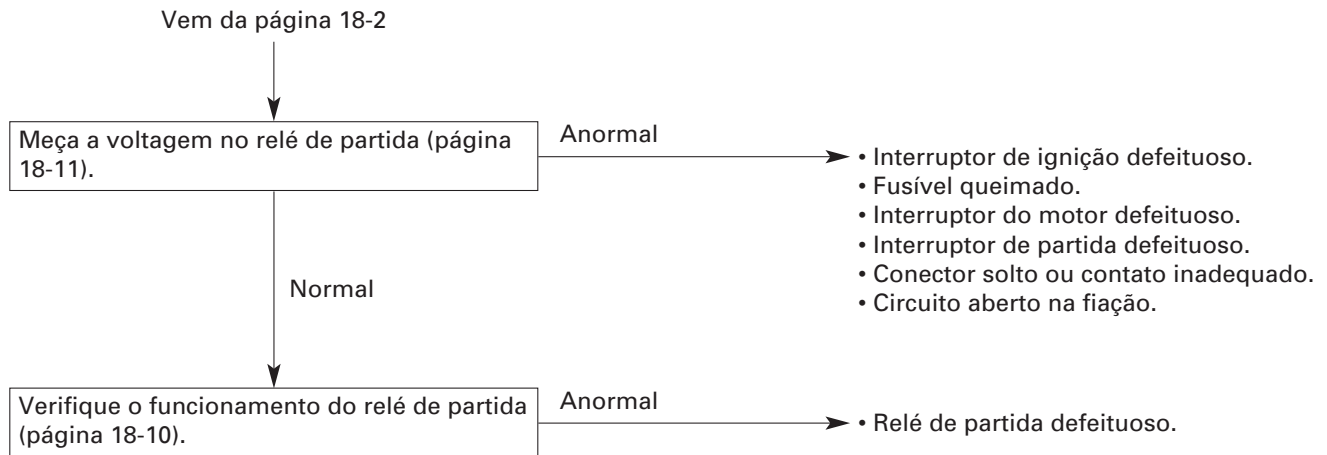 Vem da página 18-2
Meça a voltagem no relé de partida (página
18-11).
Anormal
• Interruptor de ignição defeituoso.
• Fusível queimado.
• Interruptor do motor defeituoso.
• Interruptor de partida defeituoso.
• Conector solto ou contato inadequado.
• Circuito aberto na fiação.
Normal
Verifique o funcionamento do relé de partida
(página 18-10).
Anormal
• Relé de partida defeituoso.